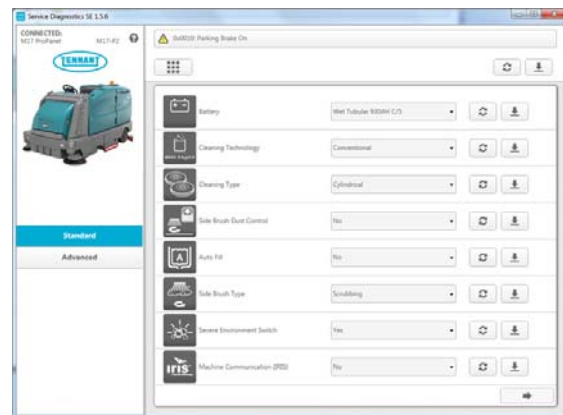 Service Diagnostics SE 1.5.6
CONNECTED:
M17 ProPanel M17-P2
TENNANT
0x0010: Parking Brake On
Battery Wet Tubular 930AH C/5
Cleaning Technology Conventional
Cleaning Type Cylindrical
Side Brush Dust Control No
Standard
Advanced
A
Auto Fill No
Side Brush Type Scrubbing
Severe Environment Switch Yes
IRIS Machine Communication (IRIS) No